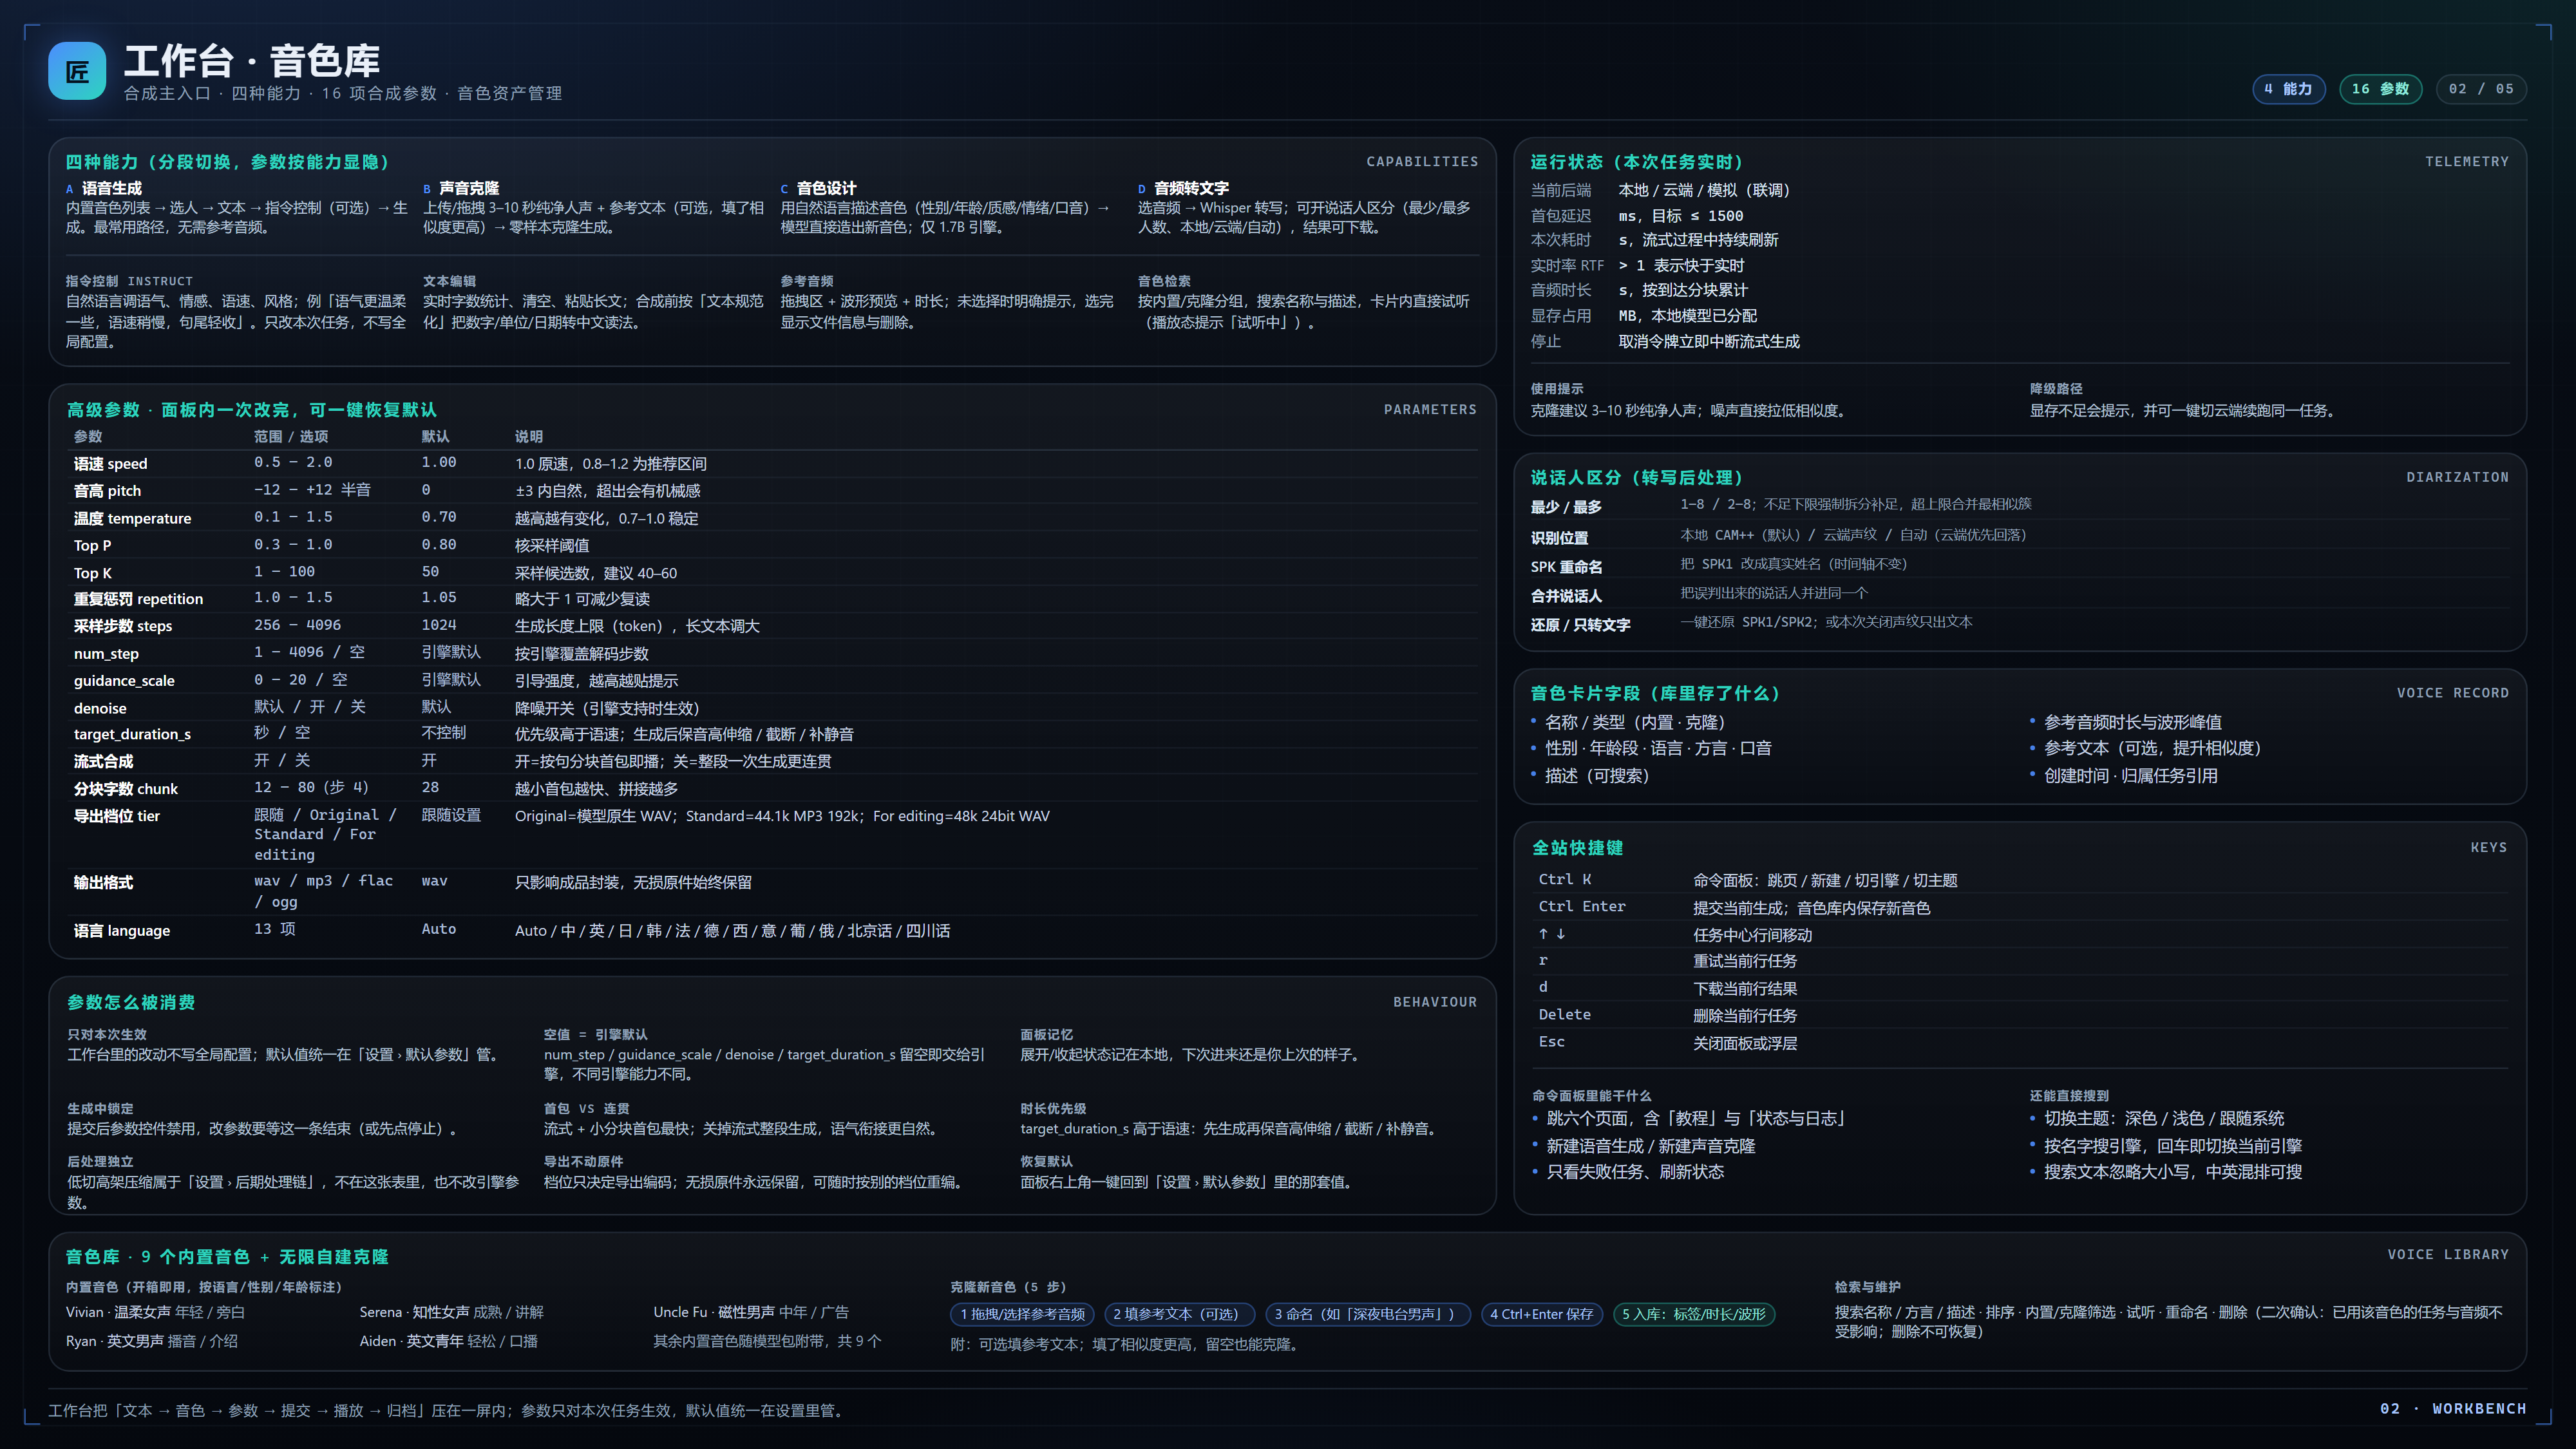 匠
工作台 · 音色库
合成主入口 · 四种能力 · 16 项合成参数 · 音色资产管理
4 能力
16 参数
02 / 05
四种能力（分段切换，参数按能力显隐）
CAPABILITIES
A 语音生成
内置音色列表 → 选人 → 文本 → 指令控制（可选）→ 生
成。最常用路径，无需参考音频。
B 声音克隆
上传/拖拽 3–10 秒纯净人声 + 参考文本（可选，填了相
似度更高）→ 零样本克隆生成。
C 音色设计
用自然语言描述音色（性别/年龄/质感/情绪/口音）→
模型直接造出新音色；仅 1.7B 引擎。
D 音频转文字
选音频 → Whisper 转写；可开说话人区分（最少/最多
人数、本地/云端/自动），结果可下载。
指令控制 INSTRUCT
自然语言调语气、情感、语速、风格；例「语气更温柔
一些，语速稍慢，句尾轻收」。只改本次任务，不写全
局配置。
文本编辑
实时字数统计、清空、粘贴长文；合成前按「文本规范
化」把数字/单位/日期转中文读法。
参考音频
拖拽区 + 波形预览 + 时长；未选择时明确提示，选完
显示文件信息与删除。
音色检索
按内置/克隆分组，搜索名称与描述，卡片内直接试听
（播放态提示「试听中」）。
高级参数 · 面板内一次改完，可一键恢复默认
PARAMETERS
参数 范围 / 选项 默认 说明
语速 speed 0.5 – 2.0 1.00 1.0 原速，0.8–1.2 为推荐区间
音高 pitch −12 – +12 半音 0 ±3 内自然，超出会有机械感
温度 temperature 0.1 – 1.5 0.70 越高越有变化，0.7–1.0 稳定
Top P 0.3 – 1.0 0.80 核采样阈值
Top K 1 – 100 50 采样候选数，建议 40–60
重复惩罚 repetition 1.0 – 1.5 1.05 略大于 1 可减少复读
采样步数 steps 256 – 4096 1024 生成长度上限（token），长文本调大
num_step 1 – 4096 / 空 引擎默认 按引擎覆盖解码步数
guidance_scale 0 – 20 / 空 引擎默认 引导强度，越高越贴提示
denoise 默认 / 开 / 关 默认 降噪开关（引擎支持时生效）
target_duration_s 秒 / 空 不控制 优先级高于语速；生成后保音高伸缩 / 截断 / 补静音
流式合成 开 / 关 开 开=按句分块首包即播；关=整段一次生成更连贯
分块字数 chunk 12 – 80（步 4） 28 越小首包越快、拼接越多
导出档位 tier 跟随 / Original / 跟随设置 Original=模型原生 WAV；Standard=44.1k MP3 192k；For editing=48k 24bit WAV
Standard / For
editing
输出格式 wav / mp3 / flac wav 只影响成品封装，无损原件始终保留
/ ogg
语言 language 13 项 Auto Auto / 中 / 英 / 日 / 韩 / 法 / 德 / 西 / 意 / 葡 / 俄 / 北京话 / 四川话
参数怎么被消费
BEHAVIOUR
只对本次生效
工作台里的改动不写全局配置；默认值统一在「设置 › 默认参数」管。
空值 = 引擎默认
num_step / guidance_scale / denoise / target_duration_s 留空即交给引
擎，不同引擎能力不同。
面板记忆
展开/收起状态记在本地，下次进来还是你上次的样子。
生成中锁定
提交后参数控件禁用，改参数要等这一条结束（或先点停止）。
首包 VS 连贯
流式 + 小分块首包最快；关掉流式整段生成，语气衔接更自然。
时长优先级
target_duration_s 高于语速：先生成再保音高伸缩 / 截断 / 补静音。
后处理独立
低切高架压缩属于「设置 › 后期处理链」，不在这张表里，也不改引擎参
数。
导出不动原件
档位只决定导出编码；无损原件永远保留，可随时按别的档位重编。
恢复默认
面板右上角一键回到「设置 › 默认参数」里的那套值。
运行状态（本次任务实时）
TELEMETRY
当前后端 本地 / 云端 / 模拟（联调）
首包延迟 ms，目标 ≤ 1500
本次耗时 s，流式过程中持续刷新
实时率 RTF > 1 表示快于实时
音频时长 s，按到达分块累计
显存占用 MB，本地模型已分配
停止 取消令牌立即中断流式生成
使用提示
克隆建议 3–10 秒纯净人声；噪声直接拉低相似度。
降级路径
显存不足会提示，并可一键切云端续跑同一任务。
说话人区分（转写后处理）
DIARIZATION
最少 / 最多 1–8 / 2–8；不足下限强制拆分补足，超上限合并最相似簇
识别位置 本地 CAM++（默认）/ 云端声纹 / 自动（云端优先回落）
SPK 重命名 把 SPK1 改成真实姓名（时间轴不变）
合并说话人 把误判出来的说话人并进同一个
还原 / 只转文字 一键还原 SPK1/SPK2；或本次关闭声纹只出文本
音色卡片字段（库里存了什么）
VOICE RECORD
• 名称 / 类型（内置 · 克隆）
• 性别 · 年龄段 · 语言 · 方言 · 口音
• 描述（可搜索）
• 参考音频时长与波形峰值
• 参考文本（可选，提升相似度）
• 创建时间 · 归属任务引用
全站快捷键
KEYS
Ctrl K 命令面板：跳页 / 新建 / 切引擎 / 切主题
Ctrl Enter 提交当前生成；音色库内保存新音色
↑ ↓ 任务中心行间移动
r 重试当前行任务
d 下载当前行结果
Delete 删除当前行任务
Esc 关闭面板或浮层
命令面板里能干什么
• 跳六个页面，含「教程」与「状态与日志」
• 新建语音生成 / 新建声音克隆
• 只看失败任务、刷新状态
还能直接搜到
• 切换主题：深色 / 浅色 / 跟随系统
• 按名字搜引擎，回车即切换当前引擎
• 搜索文本忽略大小写，中英混排可搜
音色库 · 9 个内置音色 + 无限自建克隆
VOICE LIBRARY
内置音色（开箱即用，按语言/性别/年龄标注）
Vivian · 温柔女声 年轻 / 旁白
Serena · 知性女声 成熟 / 讲解
Uncle Fu · 磁性男声 中年 / 广告
Ryan · 英文男声 播音 / 介绍
Aiden · 英文青年 轻松 / 口播
其余内置音色随模型包附带，共 9 个
克隆新音色（5 步）
1 拖拽/选择参考音频
2 填参考文本（可选）
3 命名（如「深夜电台男声」）
4 Ctrl+Enter 保存
5 入库：标签/时长/波形
附：可选填参考文本；填了相似度更高，留空也能克隆。
检索与维护
搜索名称 / 方言 / 描述 · 排序 · 内置/克隆筛选 · 试听 · 重命名 · 删除（二次确认：已用该音色的任务与音频不
受影响；删除不可恢复）
工作台把「文本 → 音色 → 参数 → 提交 → 播放 → 归档」压在一屏内；参数只对本次任务生效，默认值统一在设置里管。
02 · WORKBENCH